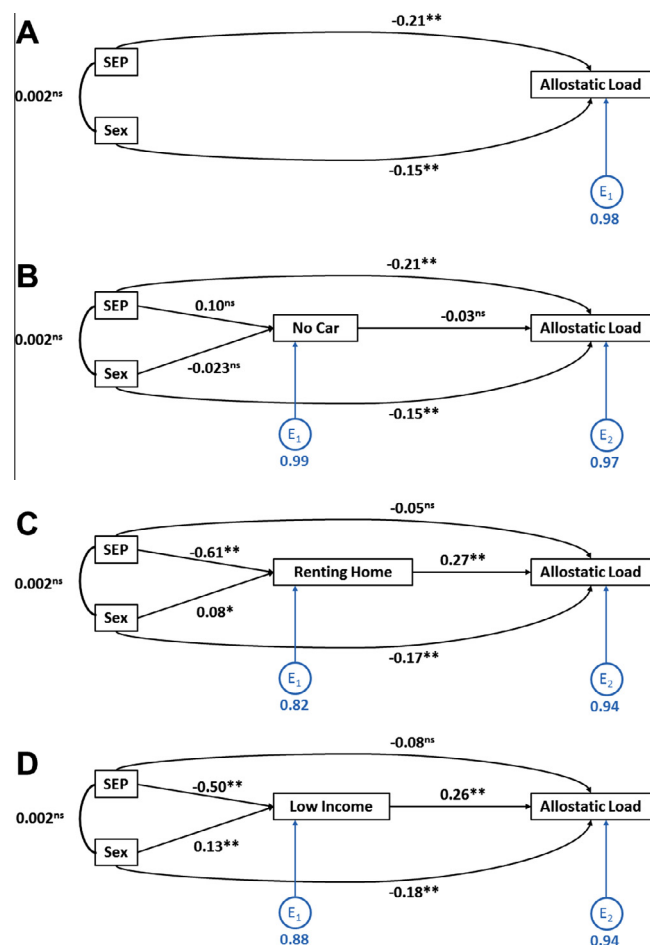 A
-0.21**
SEP
0.002ns
Allostatic Load
Sex
-0.15**
E1
0.98
B
-0.21**
SEP
0.10ns
-0.03ns
0.002ns
No Car
Allostatic Load
Sex
-0.023ns
-0.15**
E1
E2
0.99
0.97
C
-0.05ns
SEP
-0.61**
0.27**
0.002ns
Renting Home
Allostatic Load
Sex
0.08*
-0.17**
E1
E2
0.82
0.94
D
-0.08ns
SEP
-0.50**
0.26**
0.002ns
Low Income
Allostatic Load
Sex
0.13**
-0.18**
E1
E2
0.88
0.94